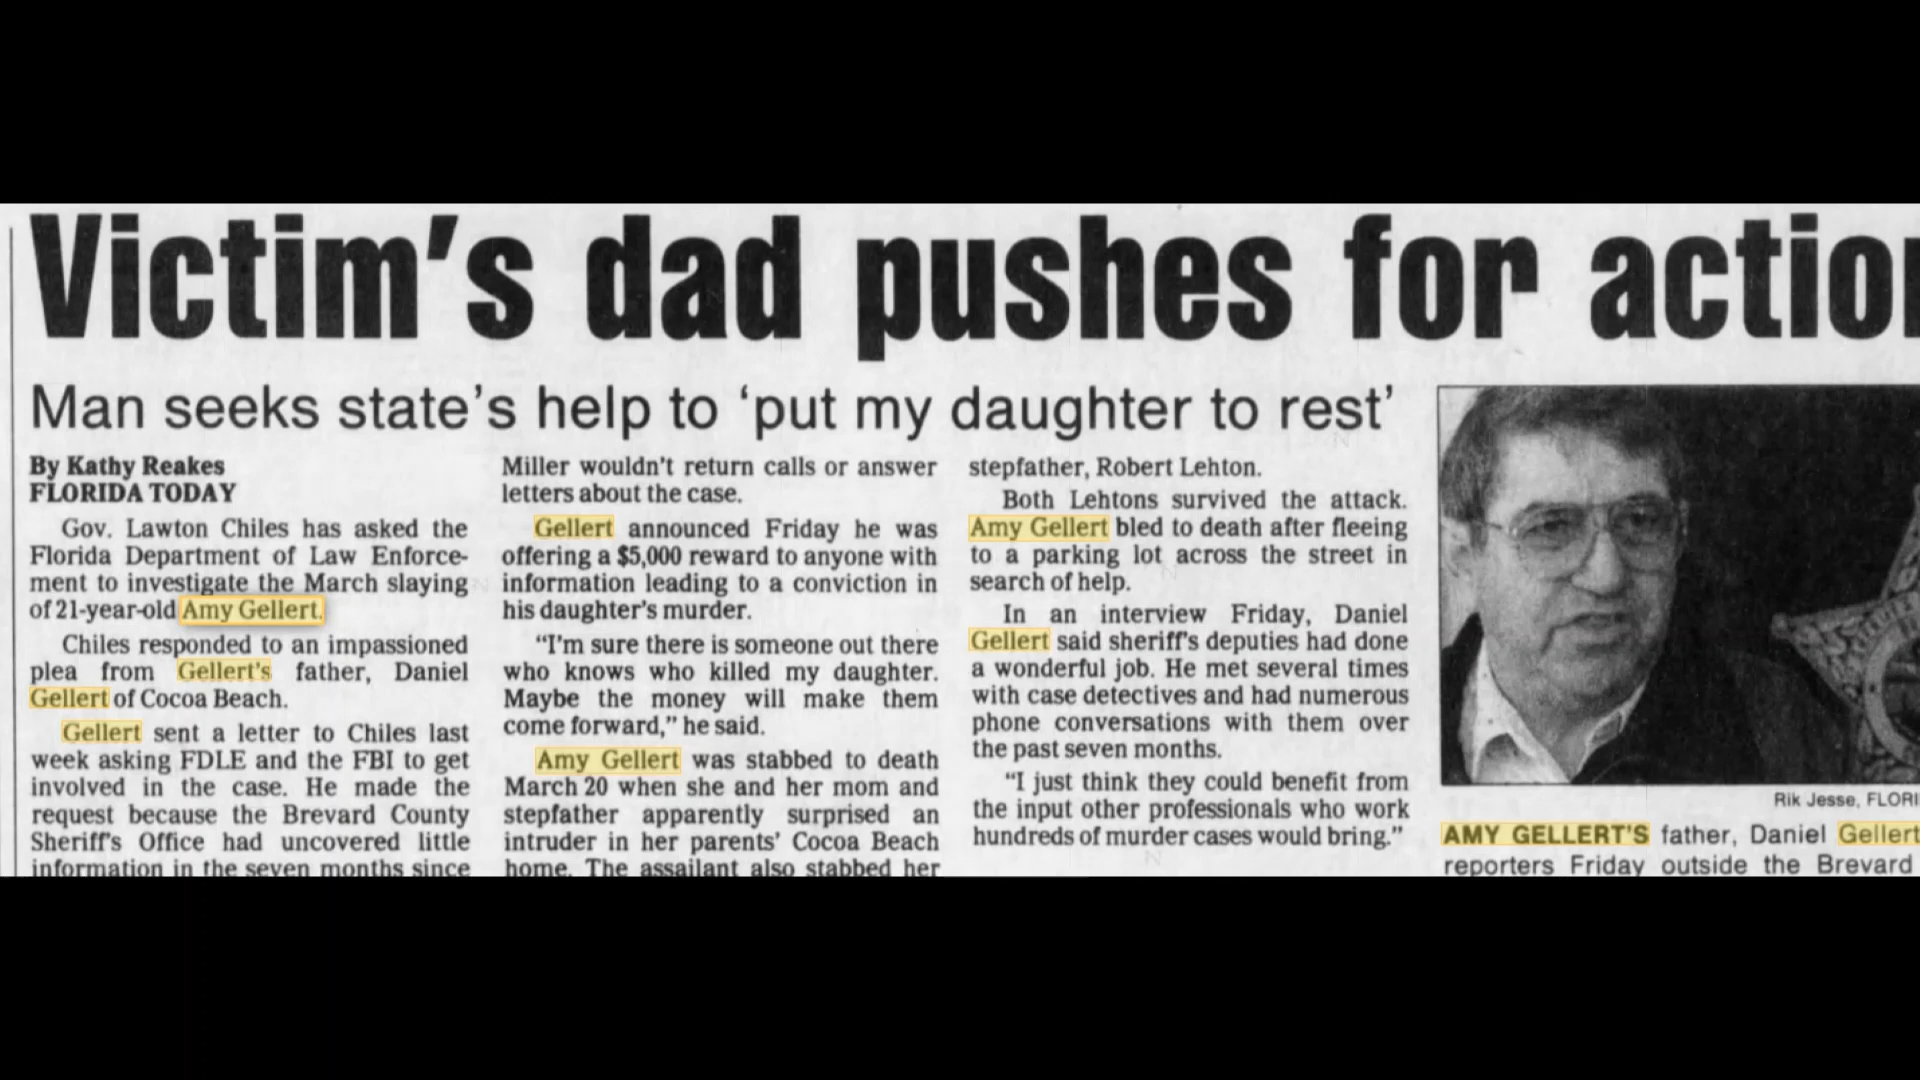 Victim's dad pushes for action
Man seeks state's help to 'put my daughter to rest'
By Kathy Reakes
FLORIDA TODAY
Gov. Lawton Chiles has asked the
Florida Department of Law Enforce-
ment to investigate the March slaying
of 21-year-old Amy Gellert.
Chiles responded to an impassioned
plea from Gellert's father, Daniel
Gellert of Cocoa Beach.
Gellert sent a letter to Chiles last
week asking FDLE and the FBI to get
involved in the case. He made the
request because the Brevard County
Sheriff's Office had uncovered little
information in the seven months since
Miller wouldn't return calls or answer
letters about the case.
Gellert announced Friday he was
offering a $5,000 reward to anyone with
information leading to a conviction in
his daughter's murder.
"I'm sure there is someone out there
who knows who killed my daughter.
Maybe the money will make them
come forward," he said.
Amy Gellert was stabbed to death
March 20 when she and her mom and
stepfather apparently surprised an
intruder in her parents' Cocoa Beach
home. The assailant also stabbed her
stepfather, Robert Lehton.
Both Lehtons survived the attack.
Amy Gellert bled to death after fleeing
to a parking lot across the street in
search of help.
In an interview Friday, Daniel
Gellert said sheriff's deputies had done
a wonderful job. He met several times
with case detectives and had numerous
phone conversations with them over
the past seven months.
"I just think they could benefit from
the input other professionals who work
hundreds of murder cases would bring."
Rik Jesse, FLORI
AMY GELLERT'S father, Daniel Gellert
reporters Friday outside the Brevard